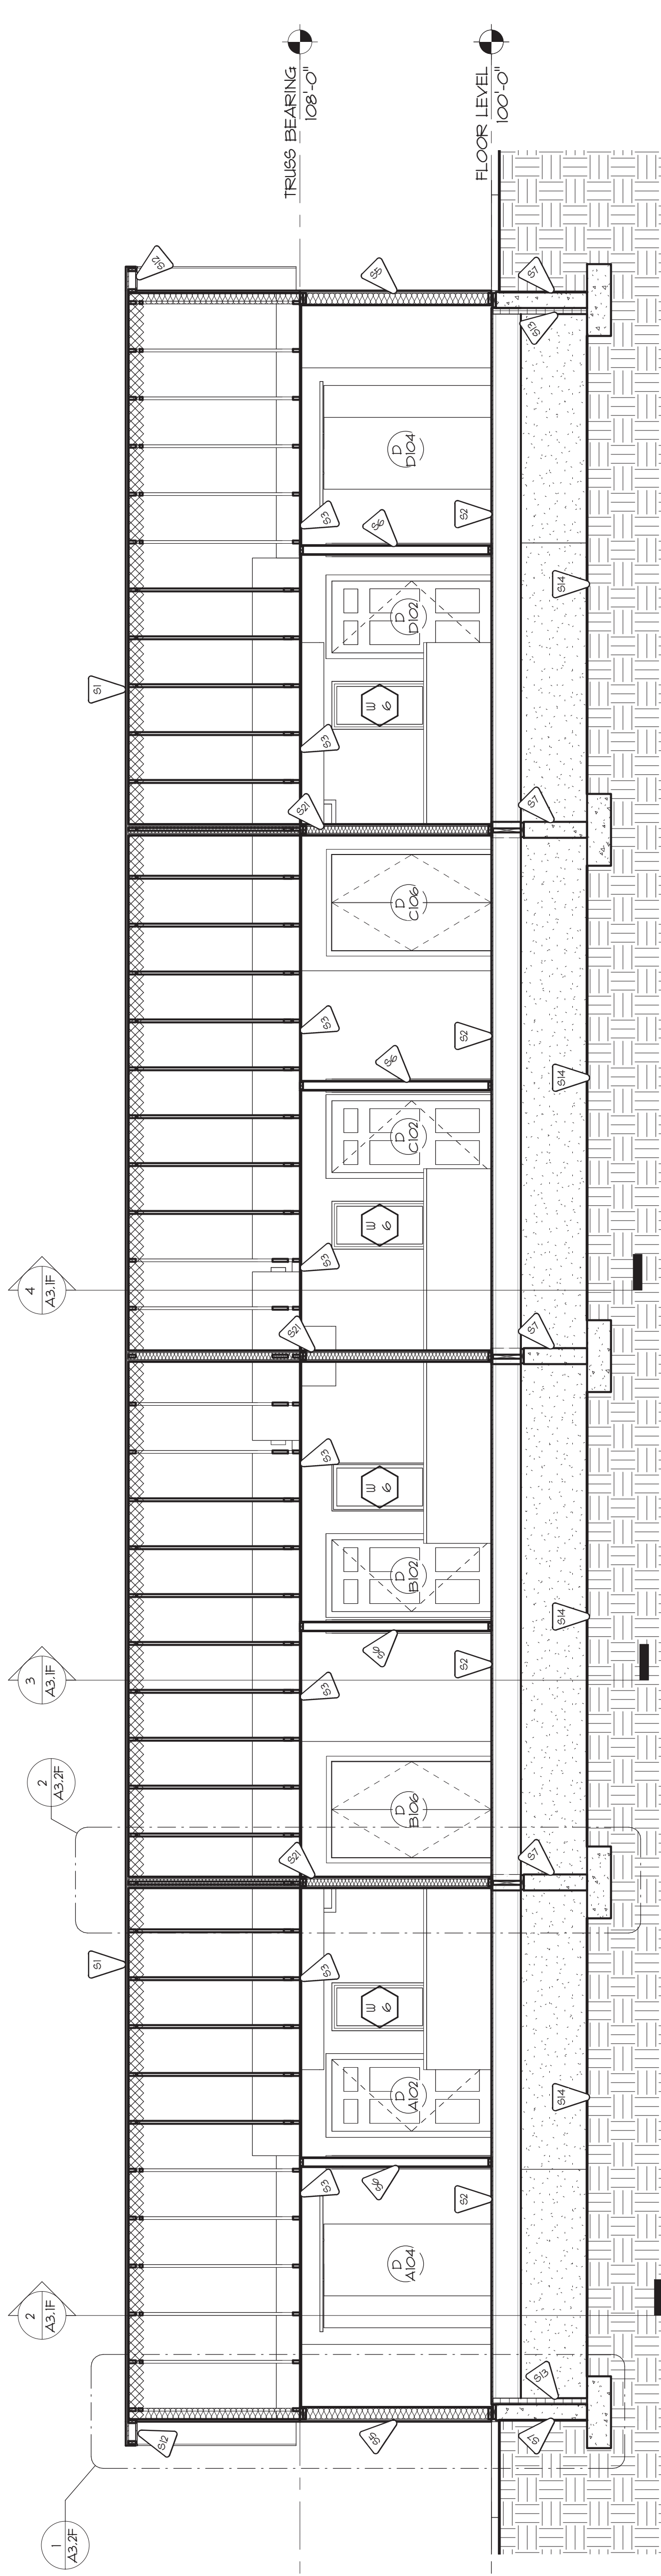 1
A3.2F
2
A3.1F
2
A3.2F
3
A3.1F
4
A3.1F
S1
S1
S12
S12
TRUSS BEARING
108'-0"
S21
S21
S21
S3
S3
S3
S3
S3
S3
S3
S3
S5
S6
W
6
S6
W
6
W
6
S6
W
6
S6
S5
D
A104
D
A102
D
B106
D
B102
D
C102
D
C106
D
D102
D
D104
S2
S2
S2
S2
FLOOR LEVEL
100'-0"
S7
S13
S7
S7
S7
S13
S7
S14
S14
S14
S14